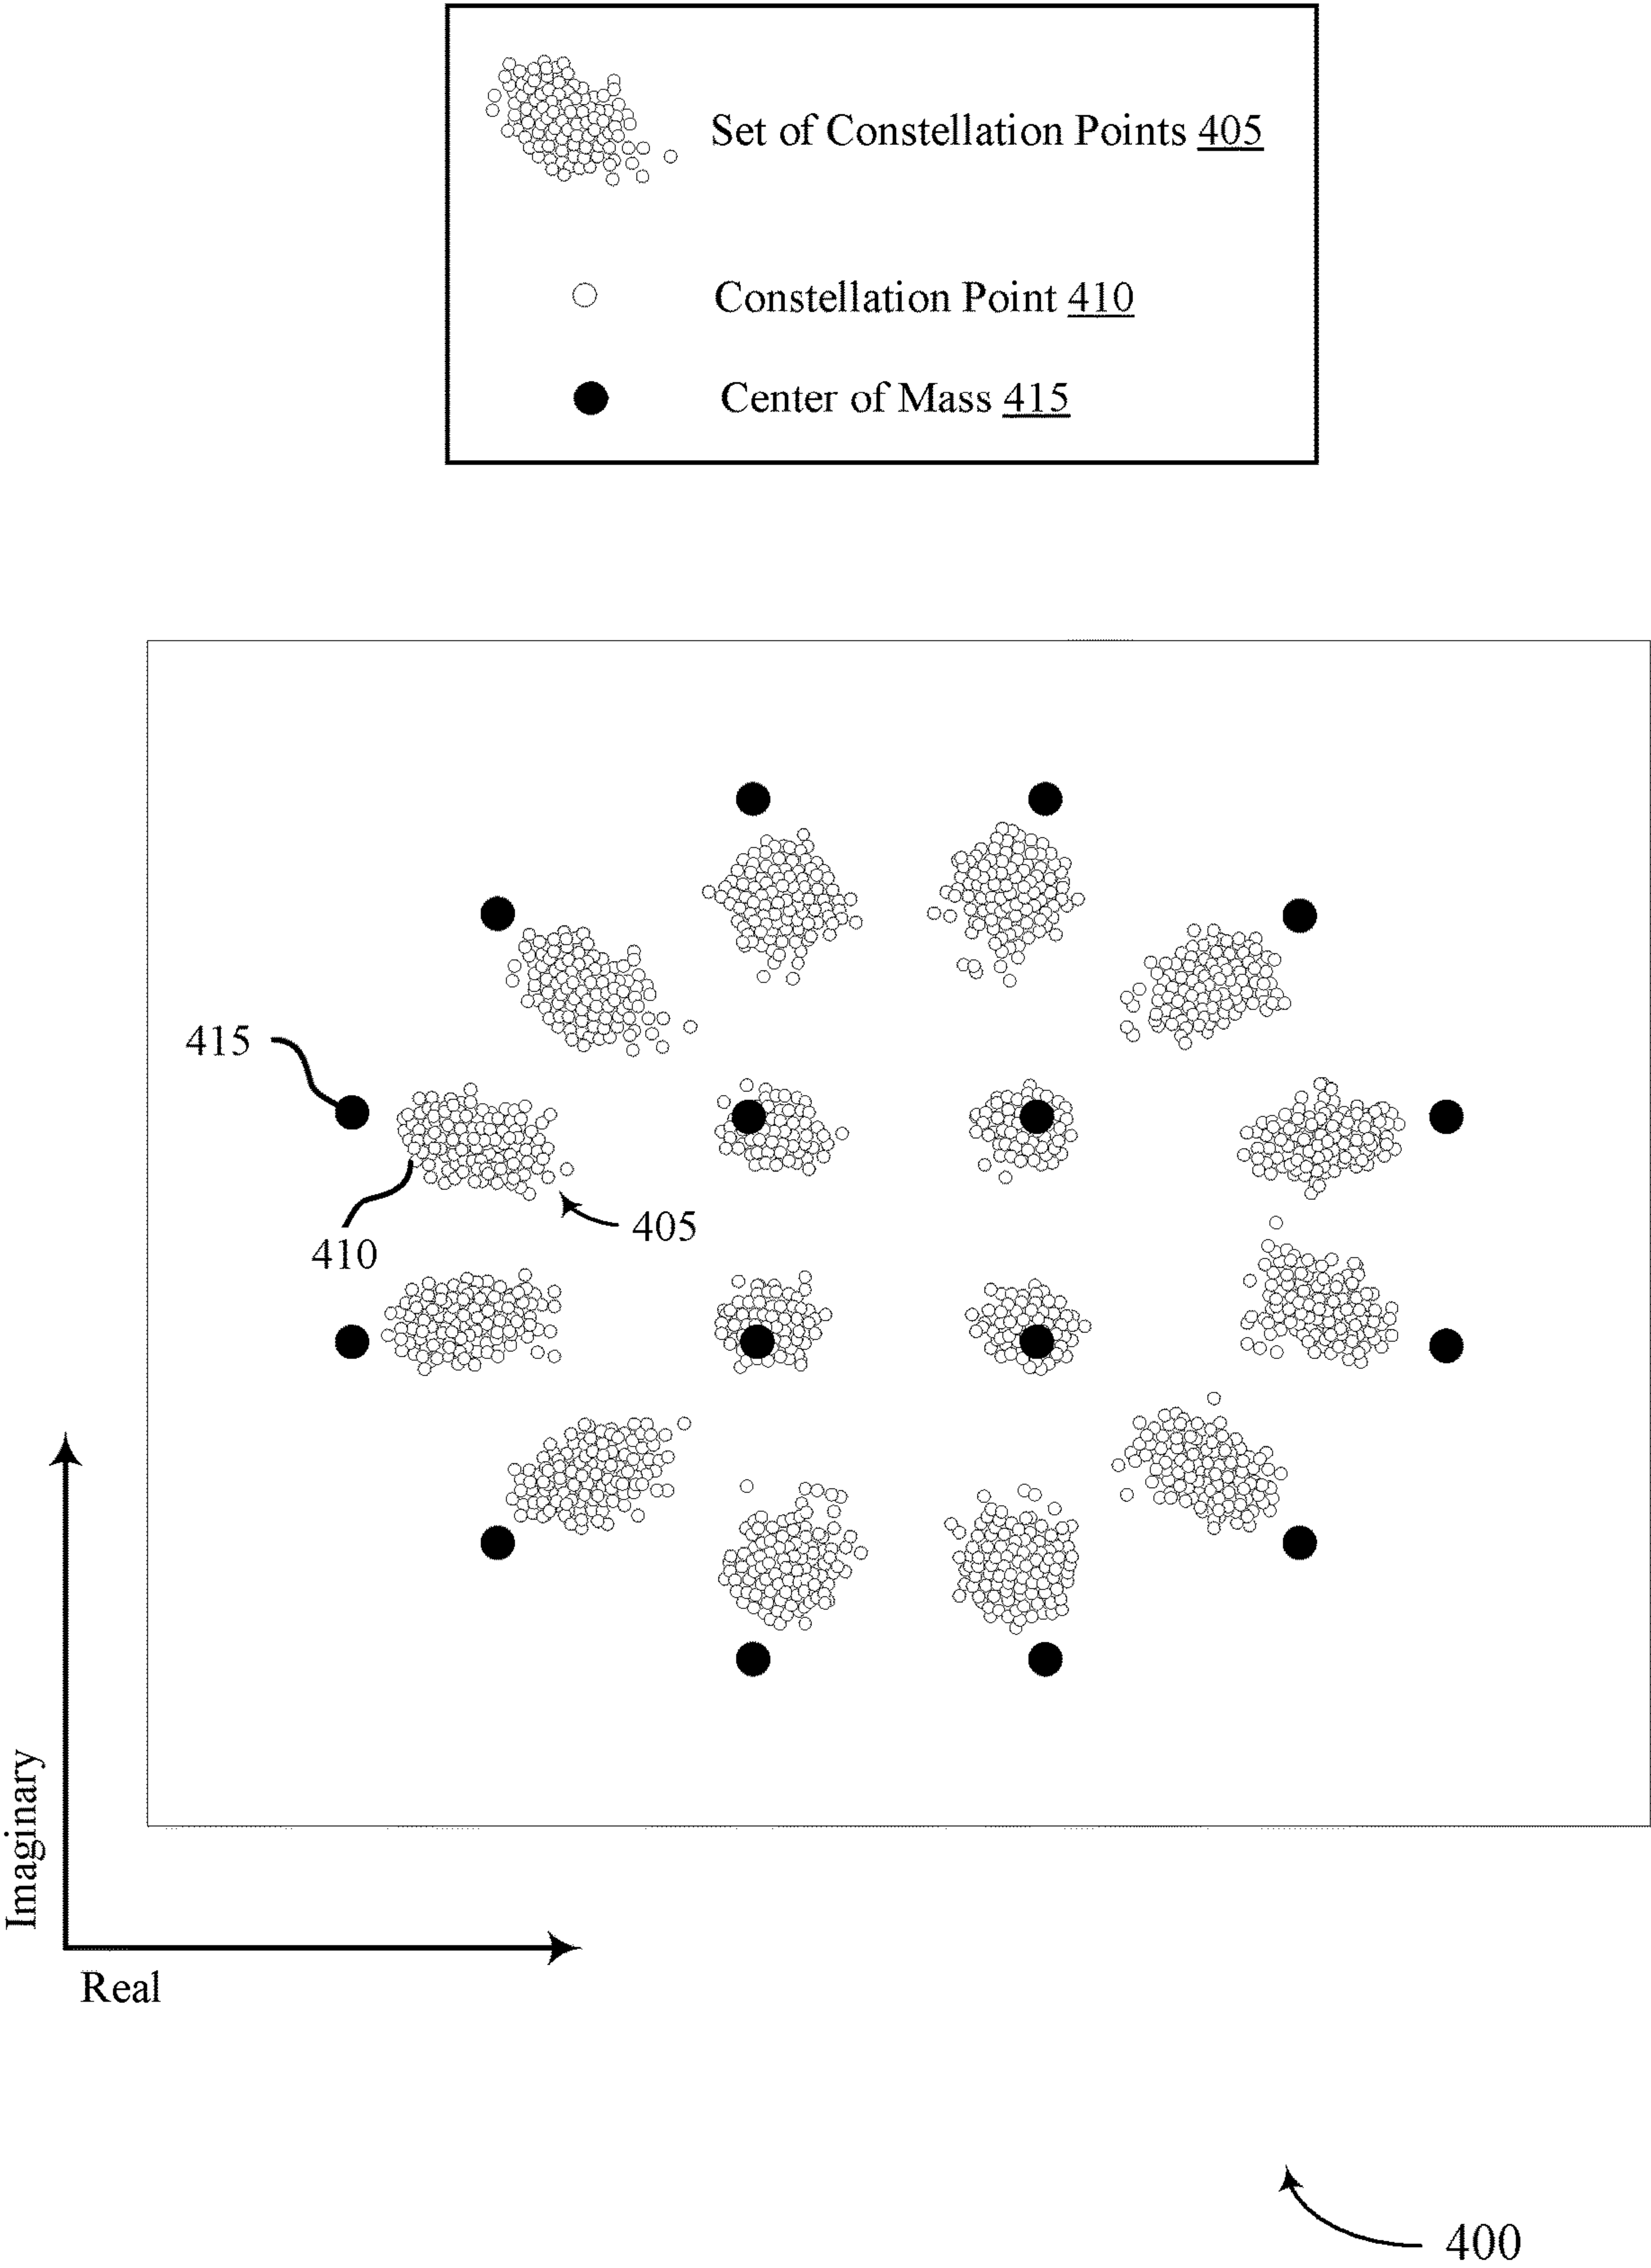 Set of Constellation Points 405
Constellation Point 410
Center of Mass 415
415
410
405
Imaginary
Real
400